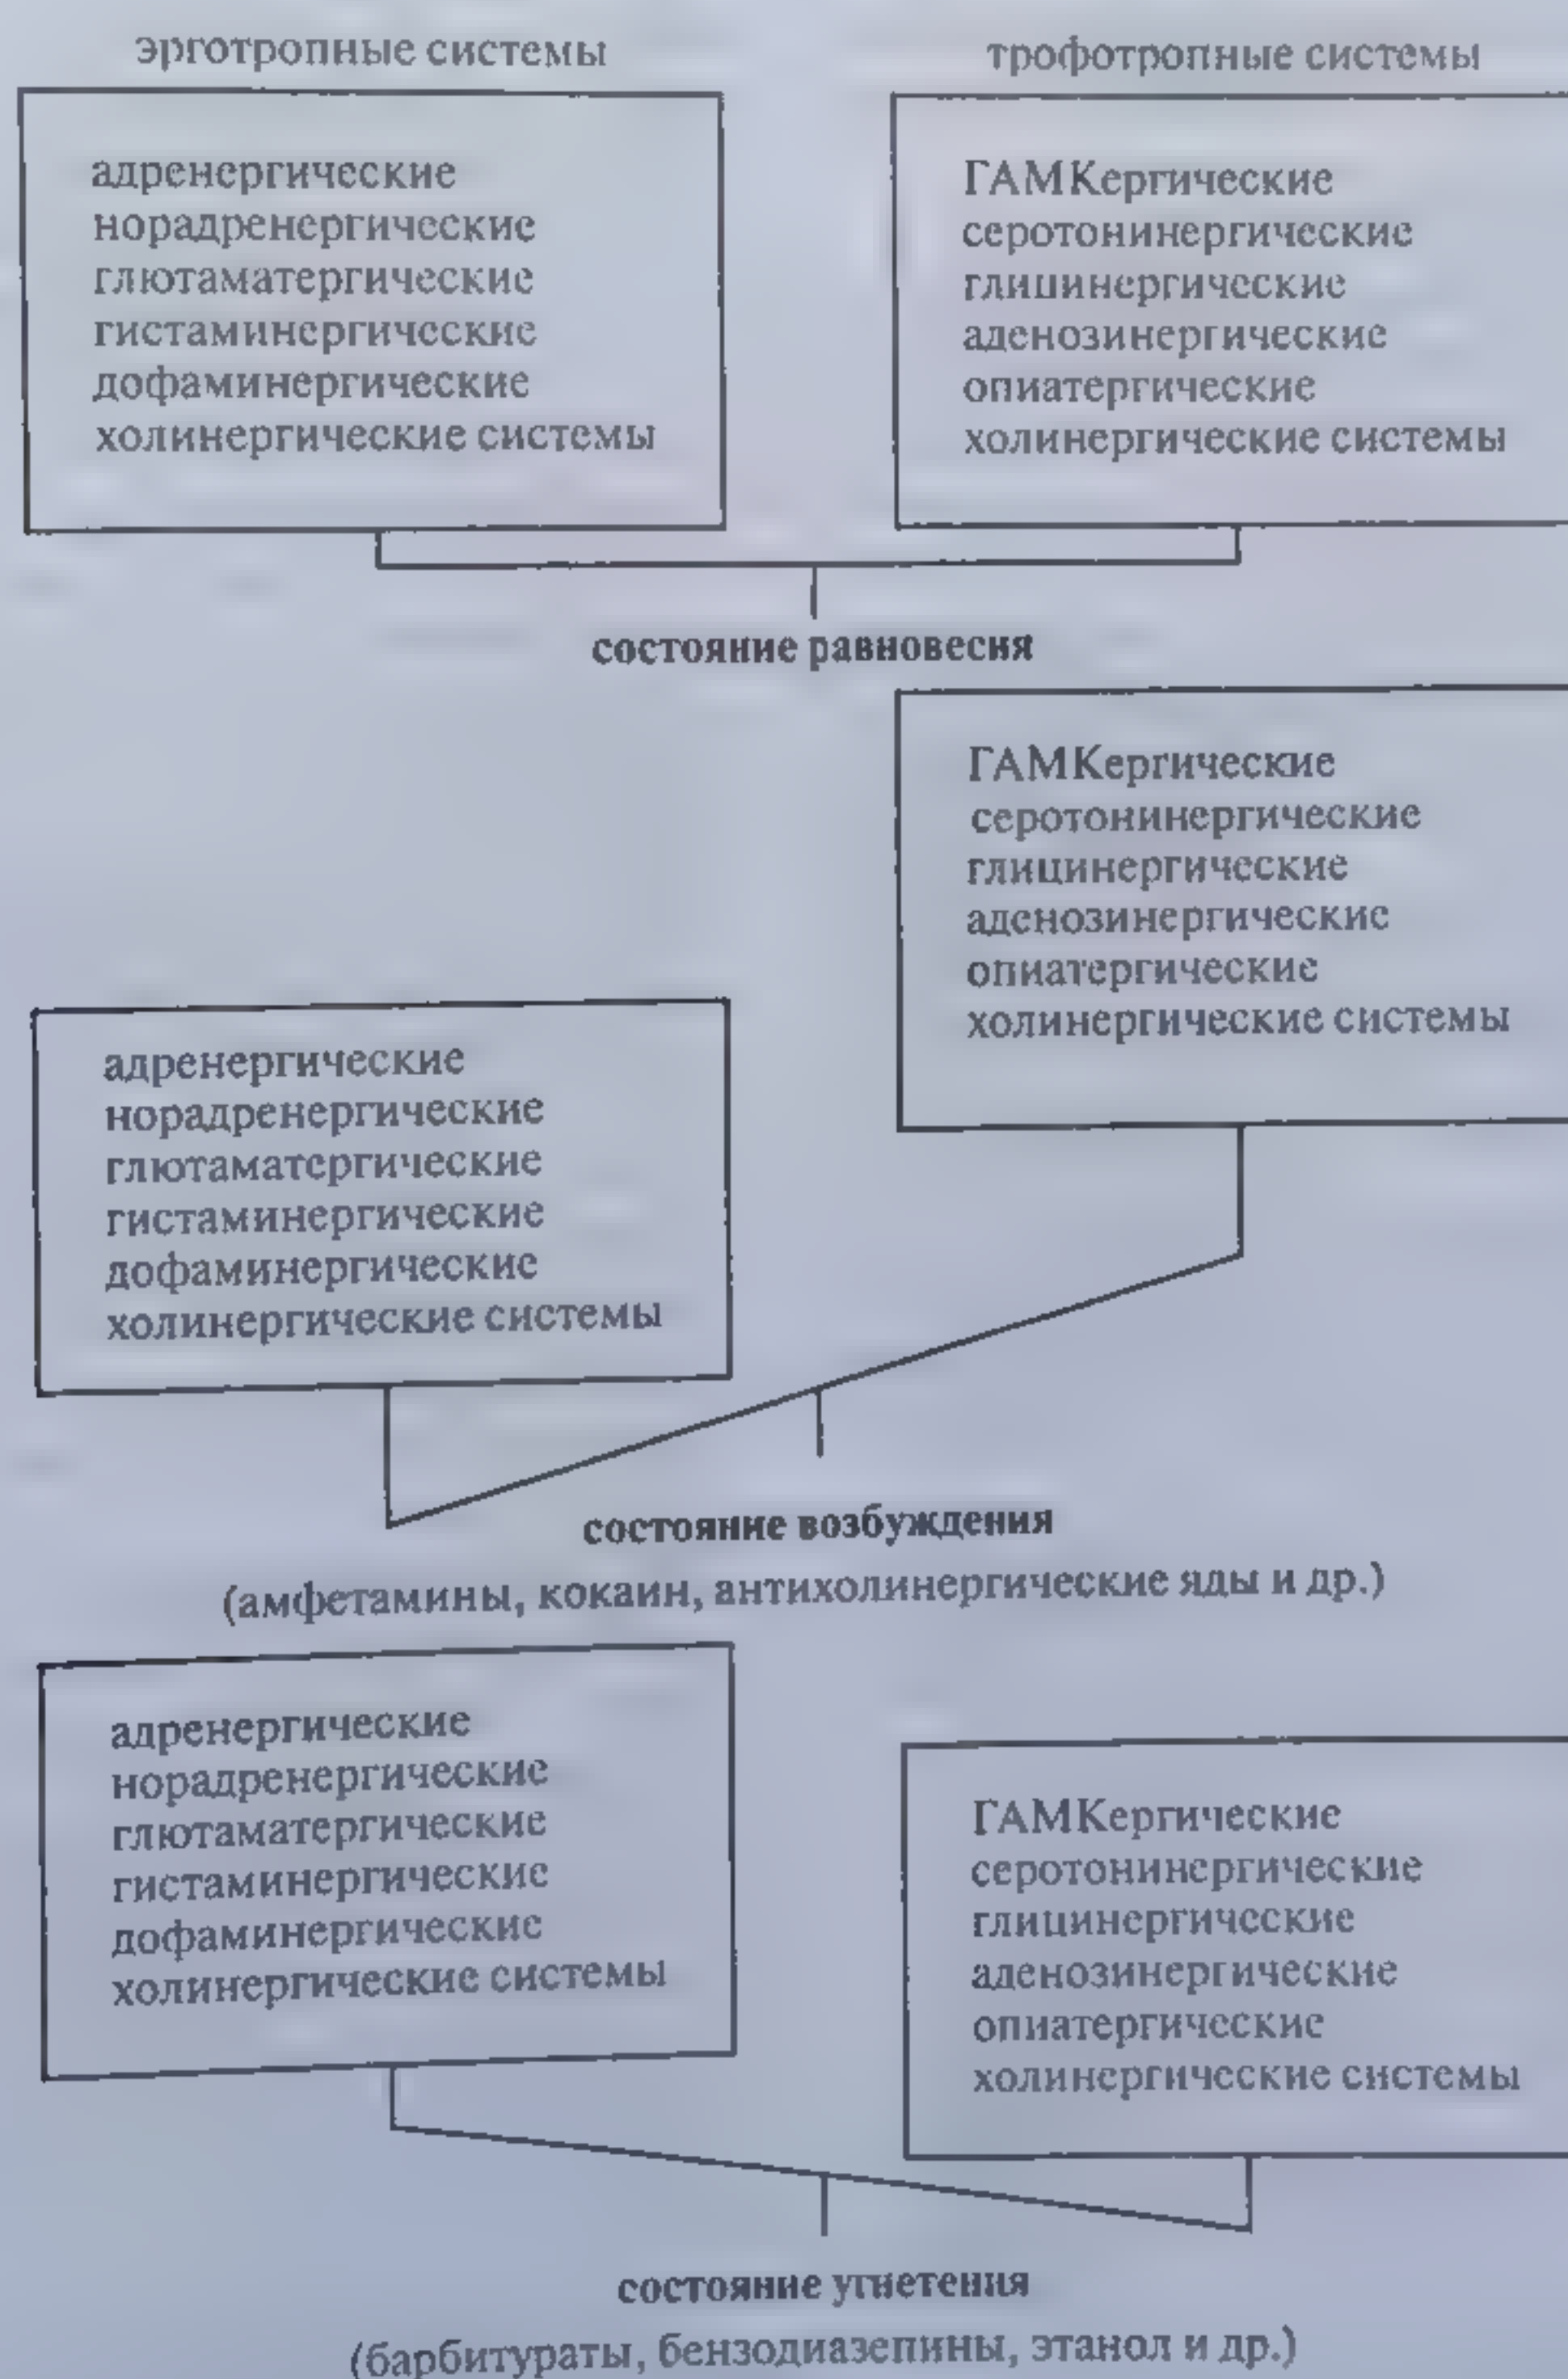 эрготропные системы
трофотропные системы
адренергические
норадренергические
глютаматергические
гистаминергические
дофаминергические
холинергические системы
ГАМКергические
серотонинергические
глицинергические
аденозинергические
опиатергические
холинергические системы
состояние равновесия
ГАМКергические
серотонинергические
глицинергические
аденозинергические
опиатергические
холинергические системы
адренергические
норадренергические
глютаматергические
гистаминергические
дофаминергические
холинергические системы
состояние возбуждения
(амфетамины, кокаин, антихолинергические яды и др.)
адренергические
норадренергические
глютаматергические
гистаминергические
дофаминергические
холинергические системы
ГАМКергические
серотонинергические
глицинергические
аденозинергические
опиатергические
холинергические системы
состояние угнетения
(барбитураты, бензодиазепины, этанол и др.)